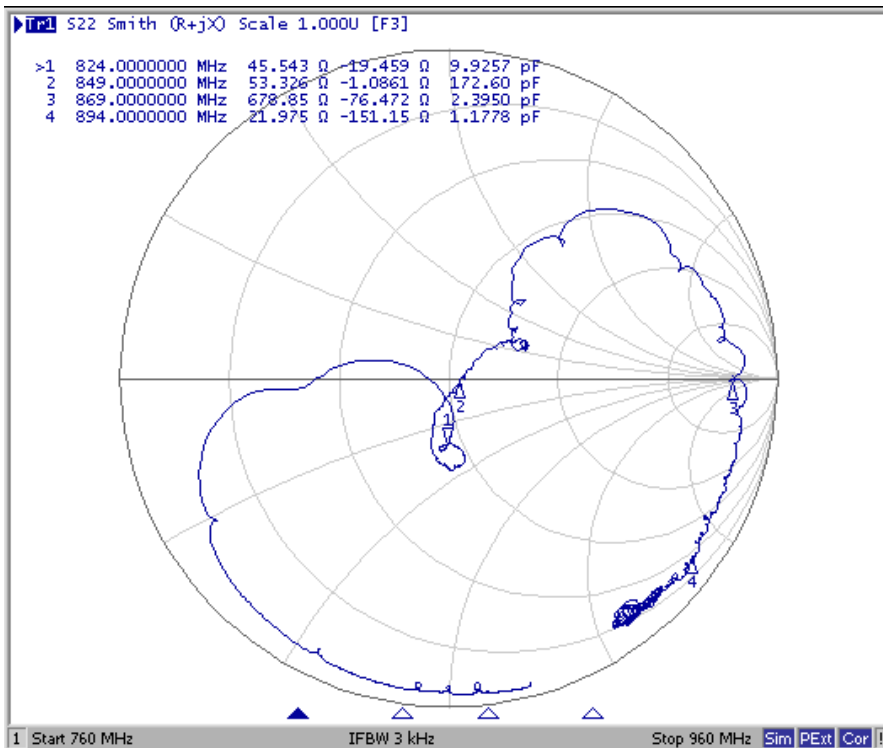 Tr1 S22 Smith (R+jX) Scale 1.000U [F3]
>1 824.0000000 MHz 45.543 Ω -19.459 Ω 9.9257 pF
2 849.0000000 MHz 53.326 Ω -1.0861 Ω 172.60 pF
3 869.0000000 MHz 678.85 Ω -76.472 Ω 2.3950 pF
4 894.0000000 MHz 21.975 Ω -151.15 Ω 1.1778 pF
1
2
3
4
1 Start 760 MHz IFBW 3 kHz Stop 960 MHz Sim PExt Cor !